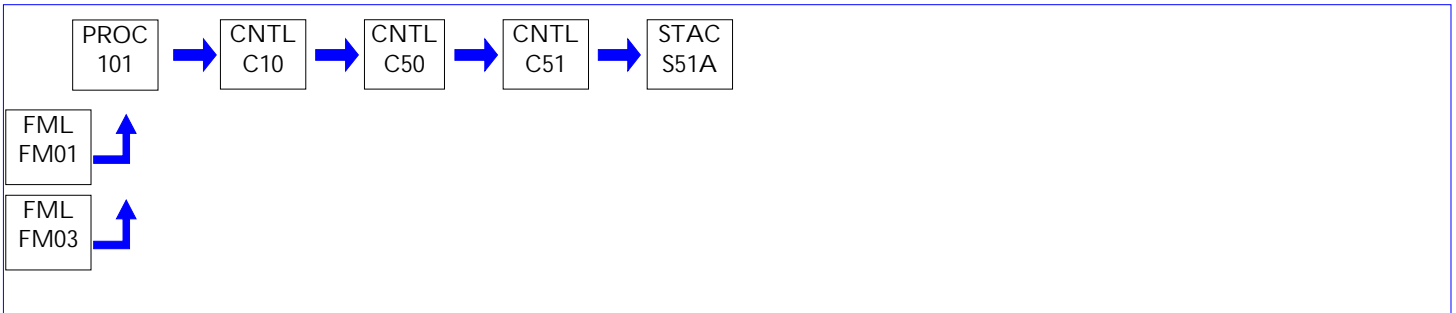 PROC
101
CNTL
C10
CNTL
C50
CNTL
C51
STAC
S51A
FML
FM01
FML
FM03